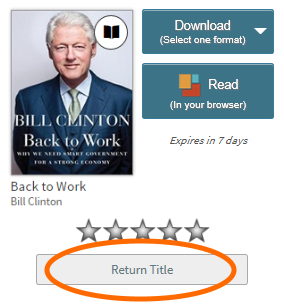 BILL CLINTON
Back to Work
WHY WE NEED SMART GOVERNMENT
FOR A STRONG ECONOMY
Back to Work
Bill Clinton
Download
(Select one format)
Read
(In your browser)
Expires in 7 days
Return Title